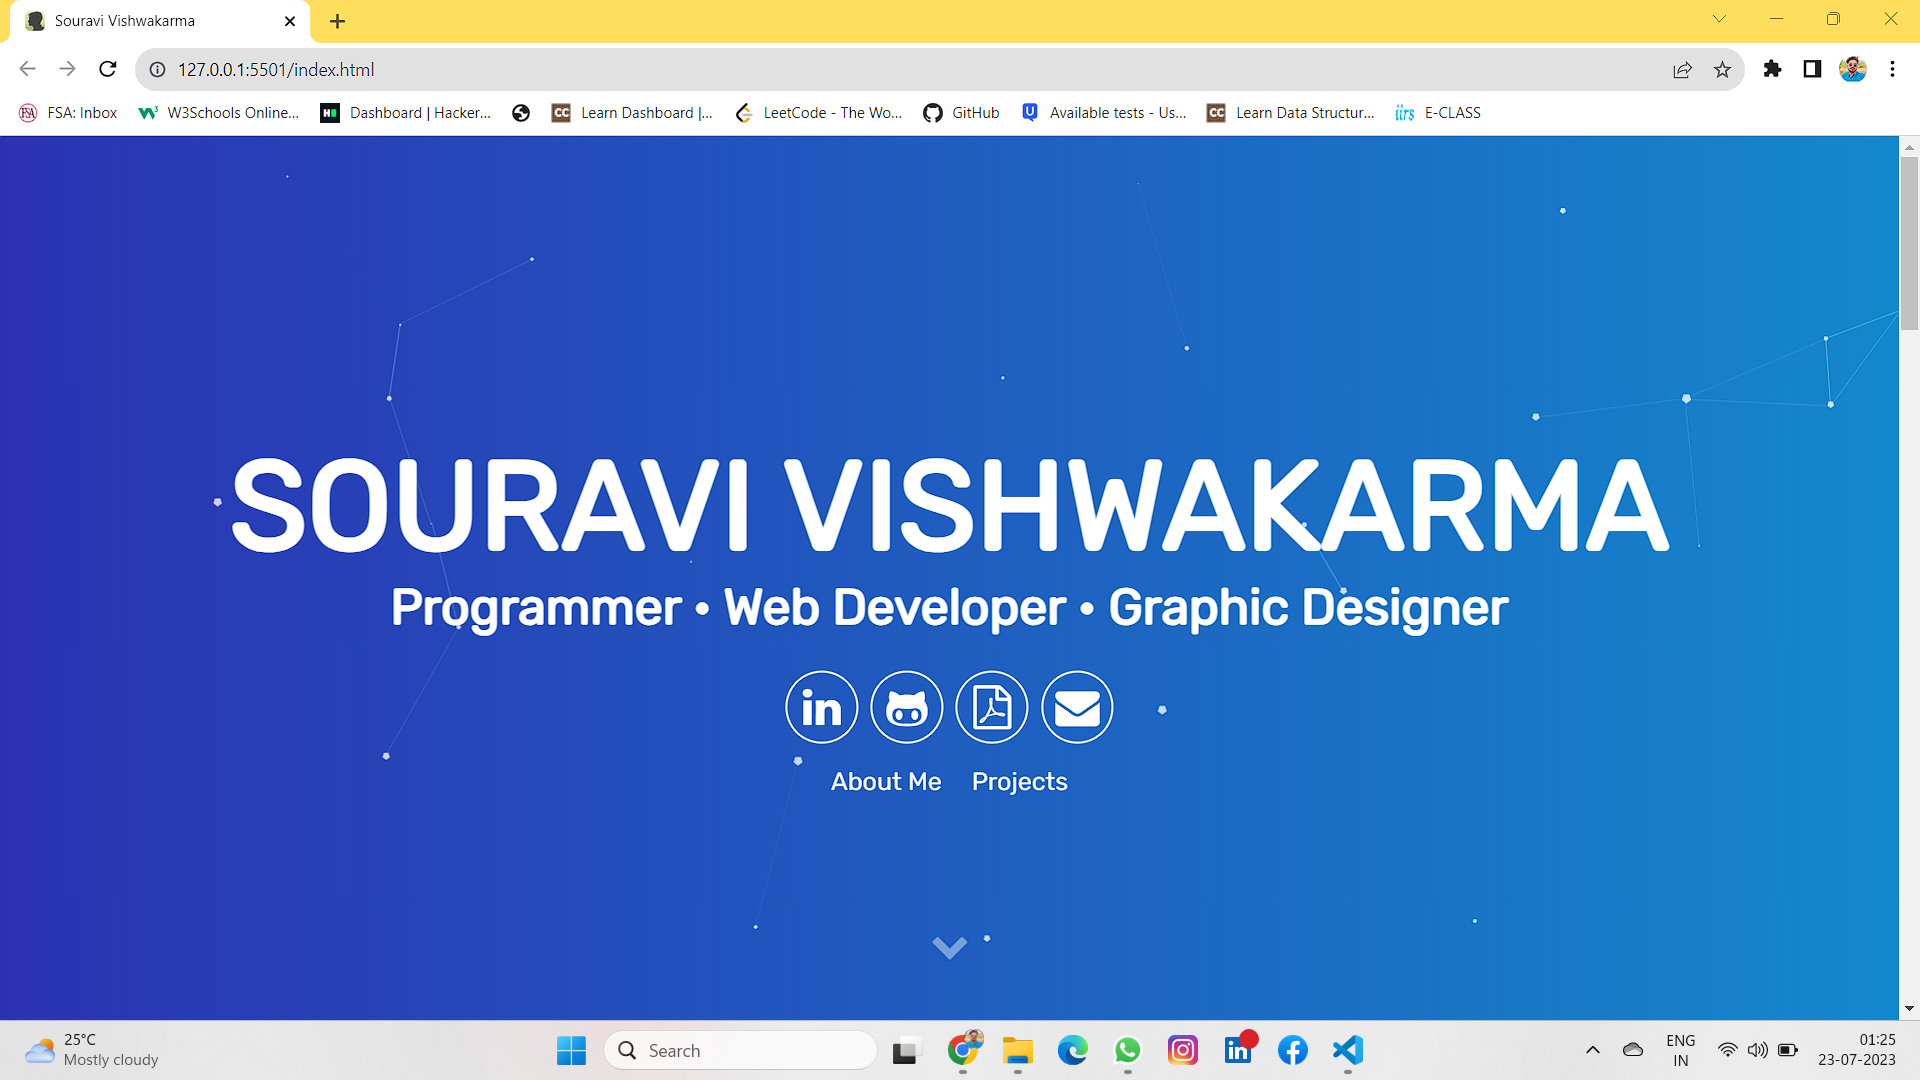 Souravi Vishwakarma
127.0.0.1:5501/index.html
FSA: Inbox
W3Schools Online...
Dashboard | Hacker...
Learn Dashboard |...
LeetCode - The Wo...
GitHub
Available tests - Us...
Learn Data Structur...
E-CLASS
SOURAVI VISHWAKARMA
Programmer • Web Developer • Graphic Designer
About Me Projects
25°C
Mostly cloudy
Search
ENG
IN
01:25
23-07-2023